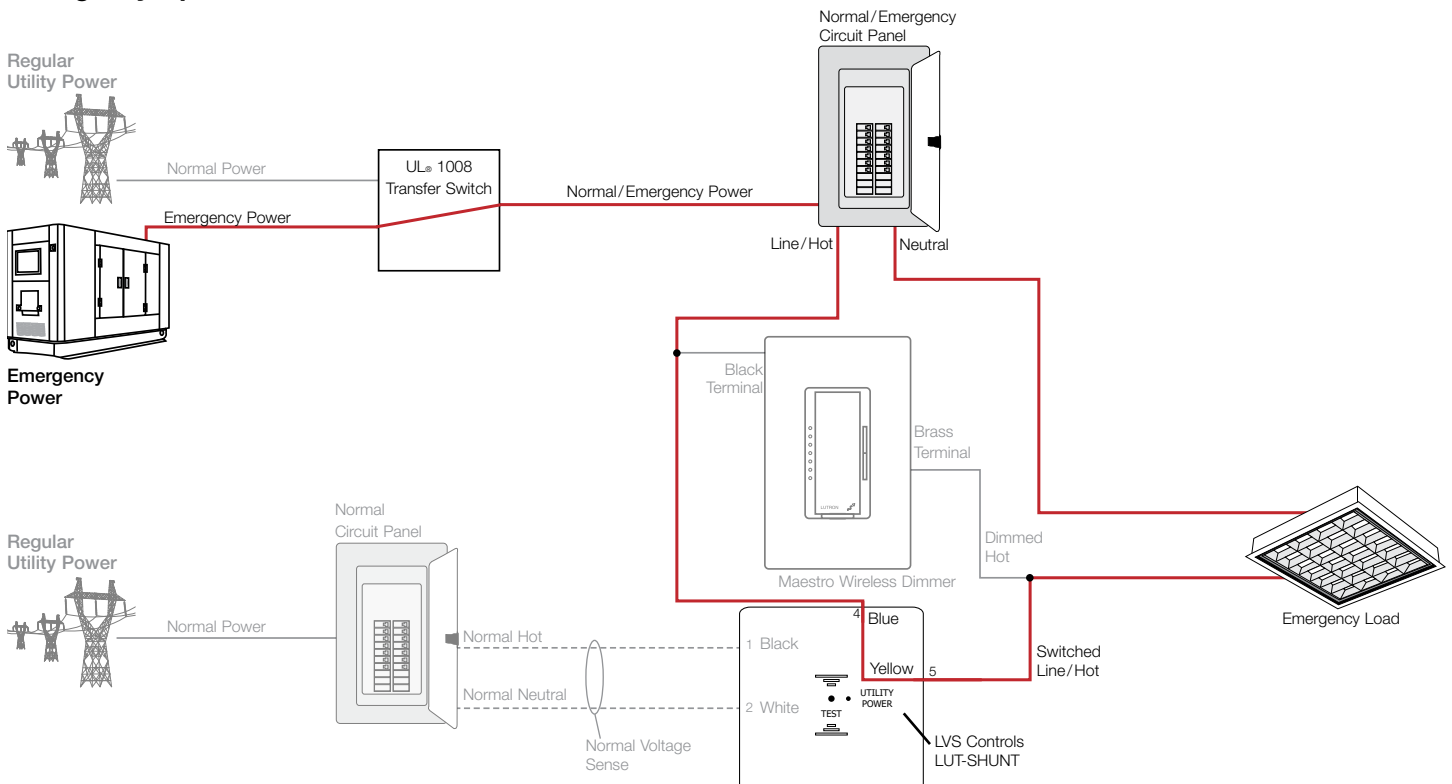 Normal/Emergency
Circuit Panel
Regular
Utility Power
Normal Power
UL® 1008
Transfer Switch
Normal/Emergency Power
Emergency Power
Line/Hot
Neutral
Emergency
Power
Black
Terminal
Brass
Terminal
LUTRON
Dimmed
Hot
Maestro Wireless Dimmer
Emergency Load
Normal
Circuit Panel
Regular
Utility Power
Normal Power
Normal Hot
Normal Neutral
Normal Voltage
Sense
4 Blue
1 Black
Yellow 5
Switched
Line/Hot
2 White
TEST
UTILITY
POWER
LVS Controls
LUT-SHUNT